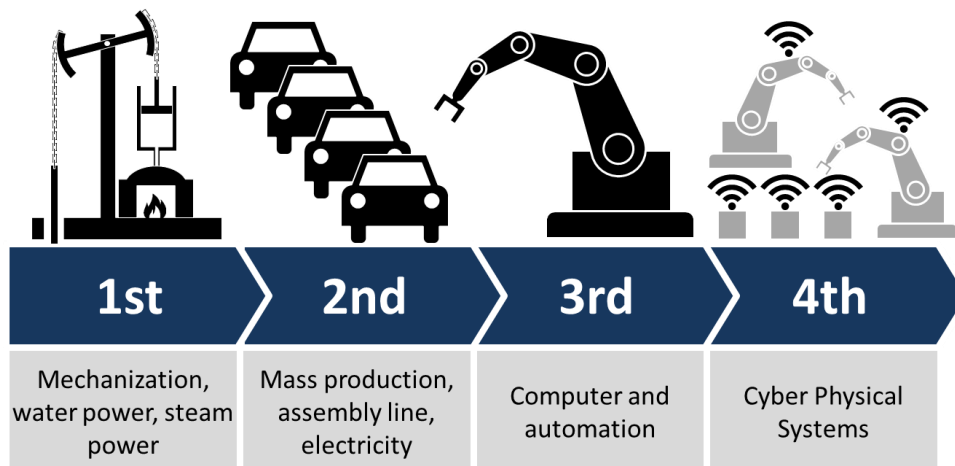 1st
2nd
3rd
4th
Mechanization,
water power, steam
power
Mass production,
assembly line,
electricity
Computer and
automation
Cyber Physical
Systems